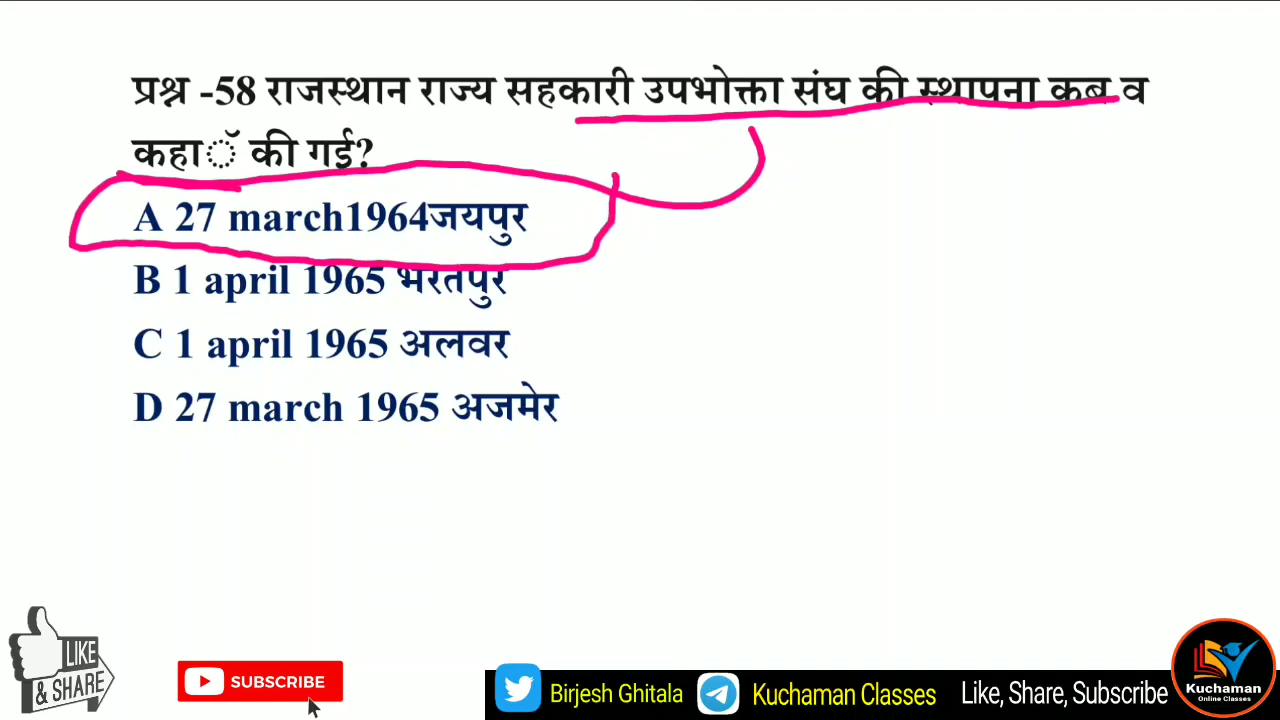 प्रश्न -58 राजस्थान राज्य सहकारी उपभोक्ता संघ की स्थापना कब व
कहाॅ की गई?
A 27 march1964जयपुर
B 1 april 1965 भरतपुर
C 1 april 1965 अलवर
D 27 march 1965 अजमेर
LIKE
& SHARE
SUBSCRIBE
Birjesh Ghitala Kuchaman Classes Like, Share, Subscribe
Kuchaman
Online Classes